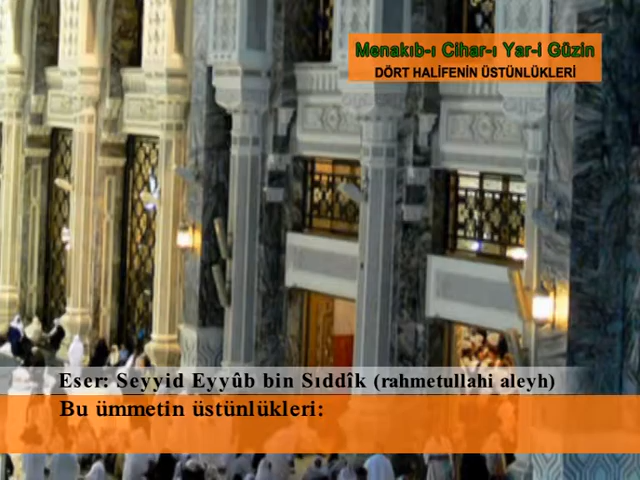 Menakıb-ı Cihar-ı Yar-i Güzin
DÖRT HALİFENİN ÜSTÜNLÜKLERİ
Eser: Seyyid Eyyûb bin Sıddîk (rahmetullahi aleyh)
Bu ümmetin üstünlükleri: